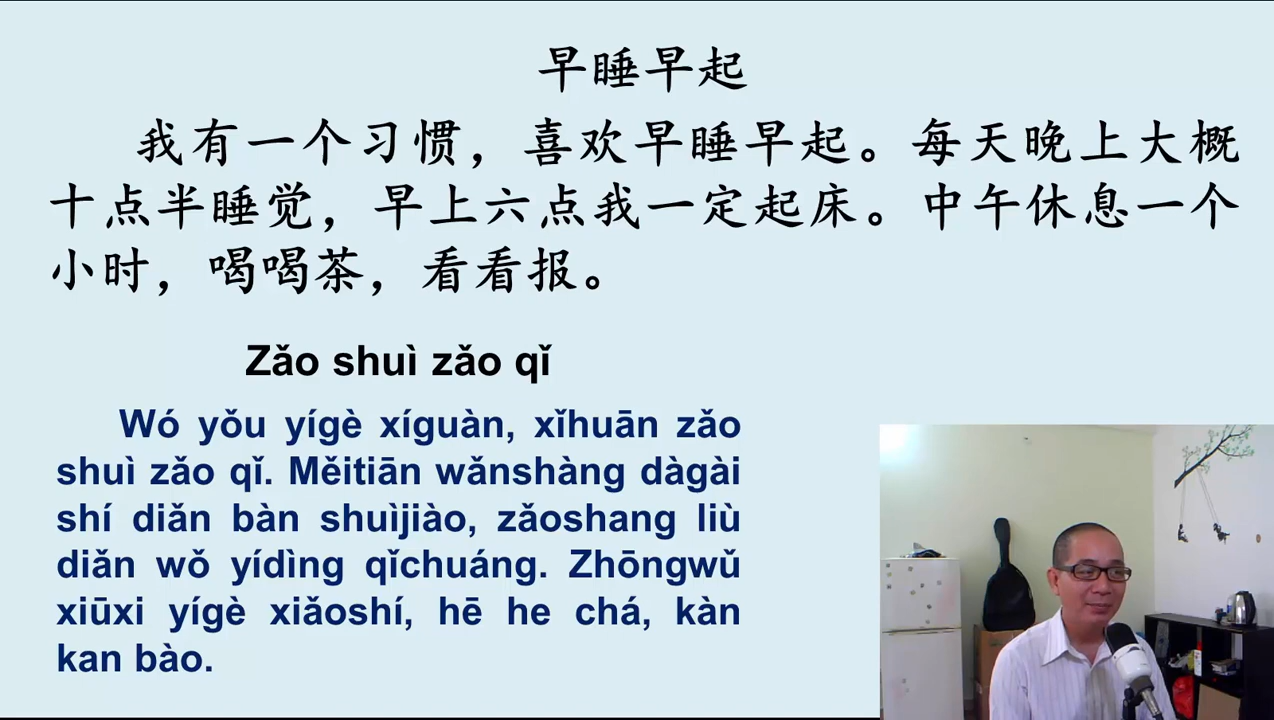 早睡早起
我有一个习惯，喜欢早睡早起。每天晚上大概
十点半睡觉，早上六点我一定起床。中午休息一个
小时，喝喝茶，看看报。
Zǎo shuì zǎo qǐ
Wó yǒu yígè xíguàn, xǐhuān zǎo
shuì zǎo qǐ. Měitiān wǎnshàng dàgài
shí diǎn bàn shuìjiào, zǎoshang liù
diǎn wǒ yídìng qǐchuáng. Zhōngwǔ
xiūxi yígè xiǎoshí, hē he chá, kàn
kan bào.